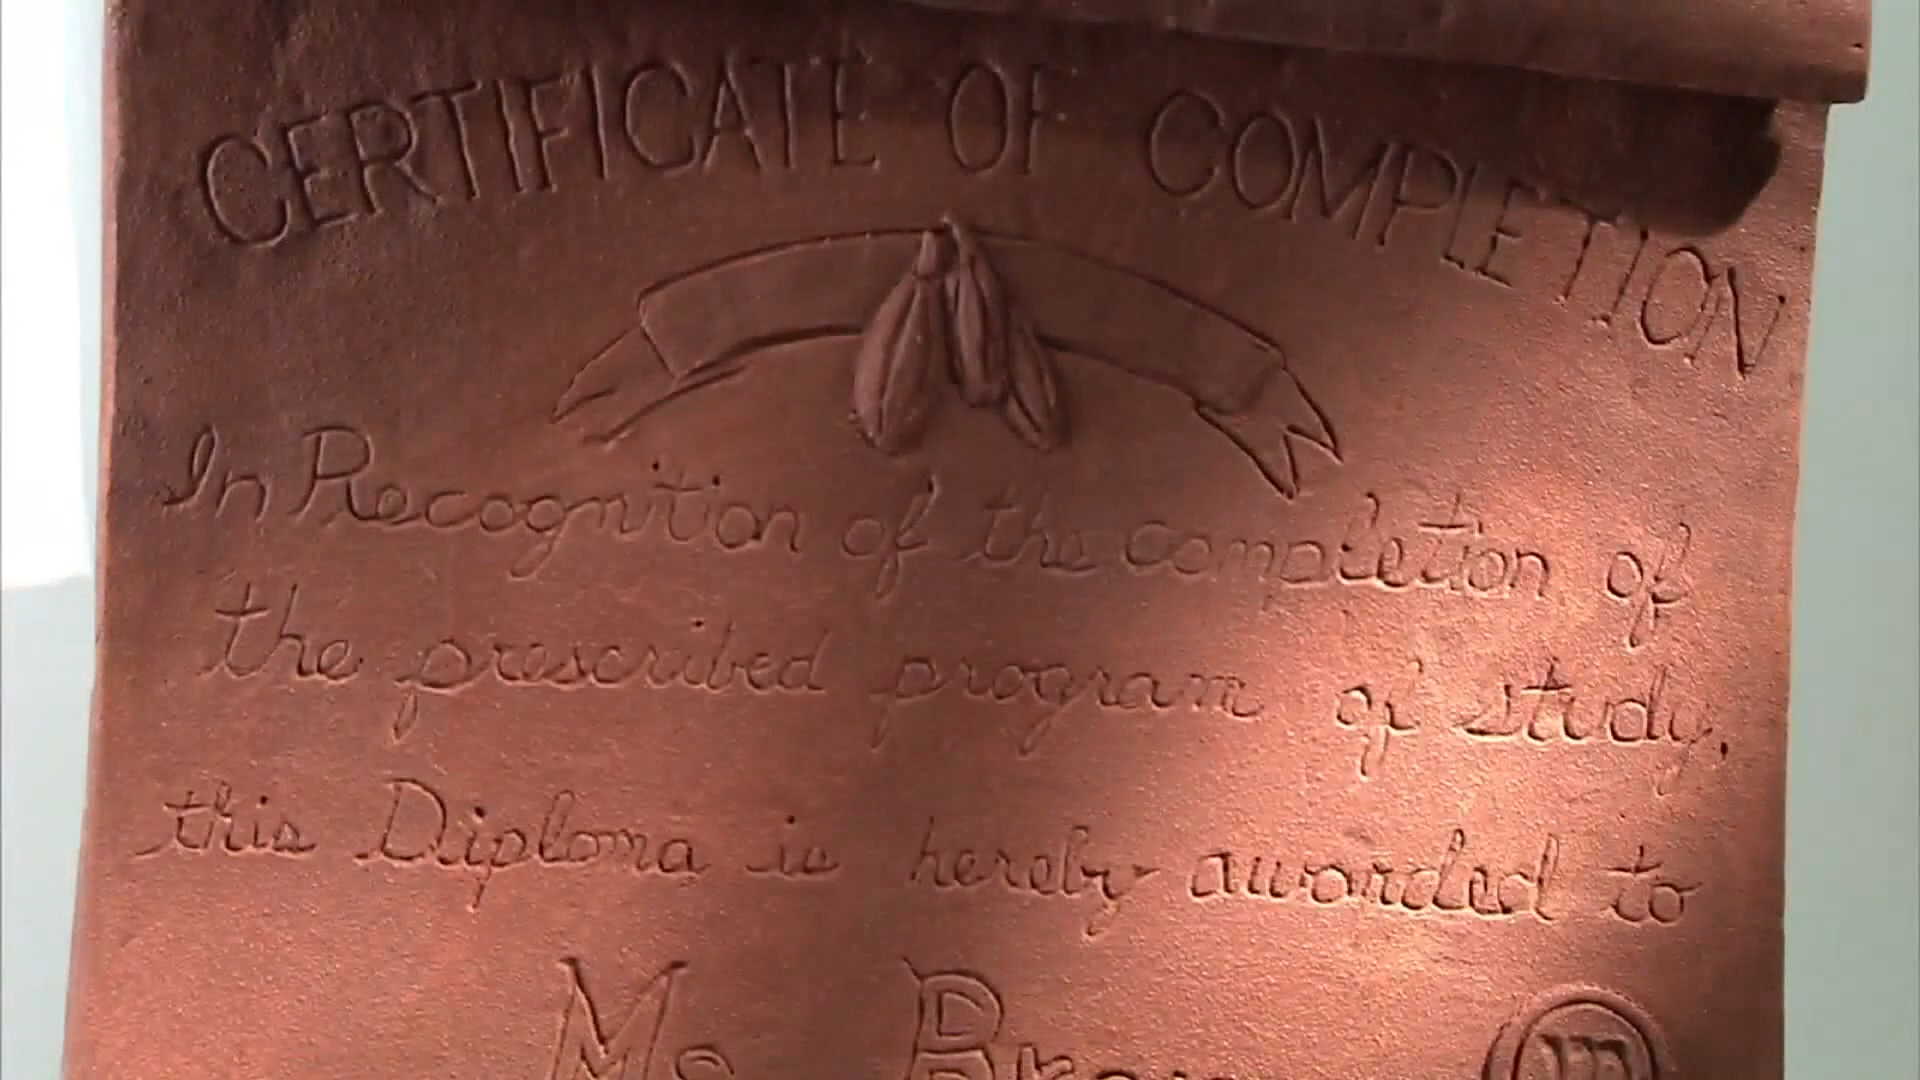 CERTIFICATE OF COMPLETION
In Recognition of the completion of
the prescribed program of study,
this Diploma is hereby awarded to
Ms